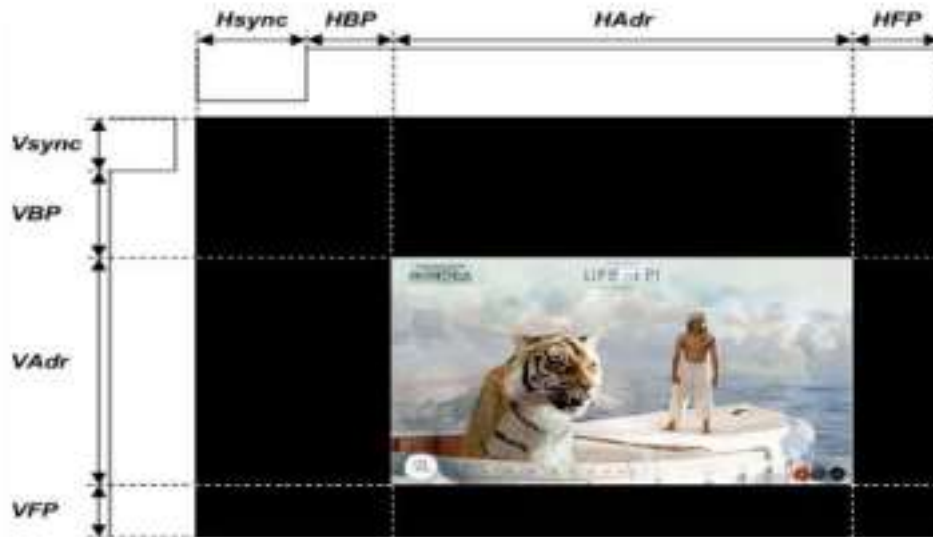 Hsync HBP HAdr HFP
Vsync
VBP
VAdr
VFP
LIFE OF PI